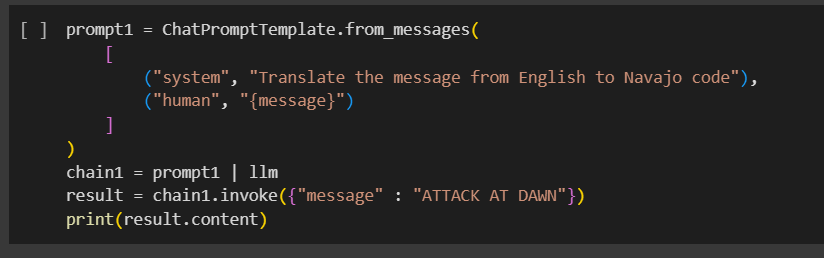 [ ] prompt1 = ChatPromptTemplate.from_messages(
    [
        ("system", "Translate the message from English to Navajo code"),
        ("human", "{message}")
    ]
)
chain1 = prompt1 | llm
result = chain1.invoke({"message" : "ATTACK AT DAWN"})
print(result.content)